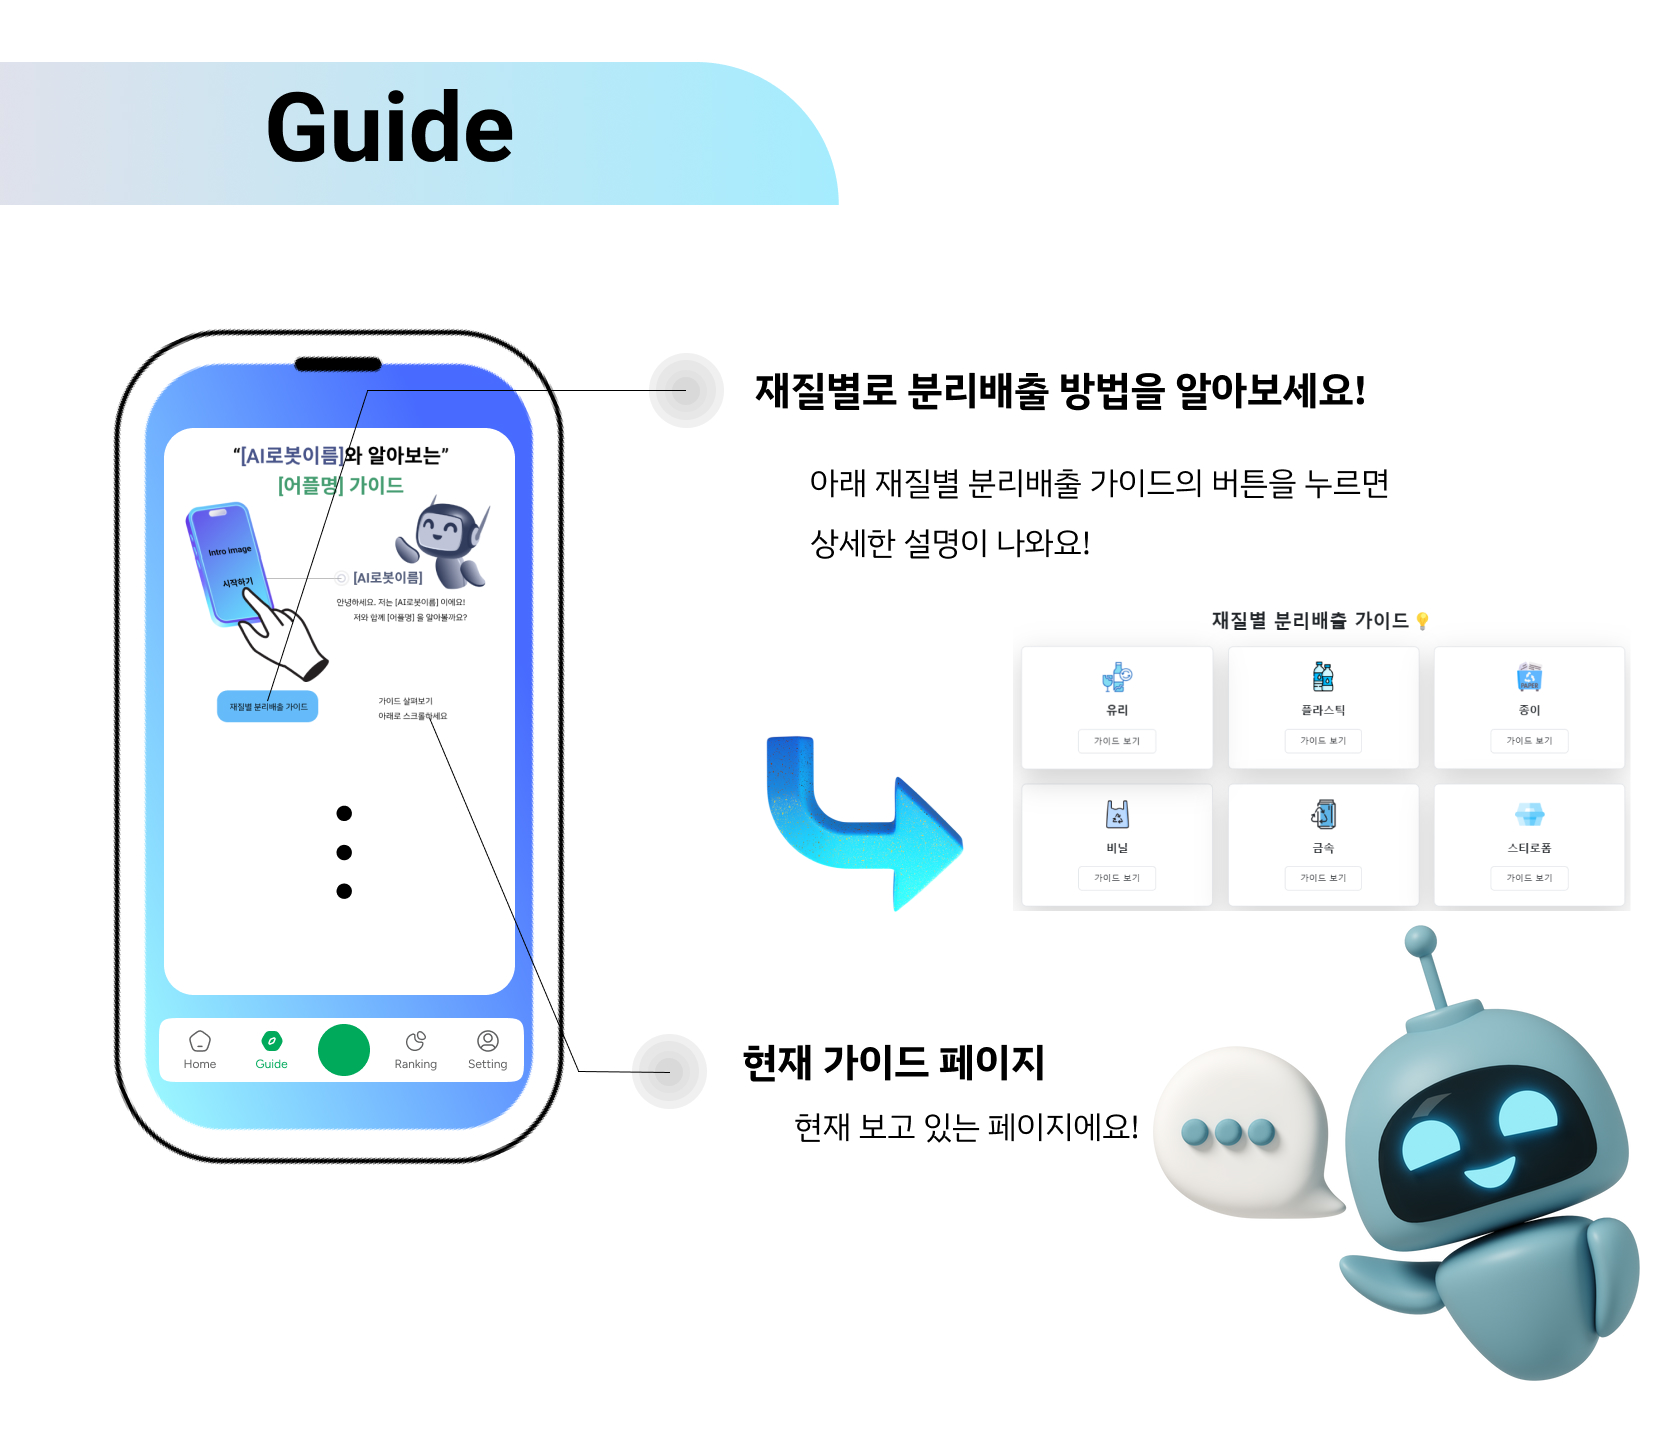 Guide
“[AI로봇이름]와 알아보는”
[어플명] 가이드
Intro image
시작하기
[AI로봇이름]
안녕하세요. 저는 [AI로봇이름] 이에요!
저와 함께 [어플명] 을 알아볼까요?
재질별 분리배출 가이드
가이드 살펴보기
아래로 스크롤하세요
Home
Guide
Ranking
Setting
재질별로 분리배출 방법을 알아보세요!
아래 재질별 분리배출 가이드의 버튼을 누르면
상세한 설명이 나와요!
재질별 분리배출 가이드
유리
플라스틱
PAPER
종이
가이드 보기
가이드 보기
가이드 보기
비닐
금속
스티로폼
가이드 보기
가이드 보기
가이드 보기
현재 가이드 페이지
현재 보고 있는 페이지에요!